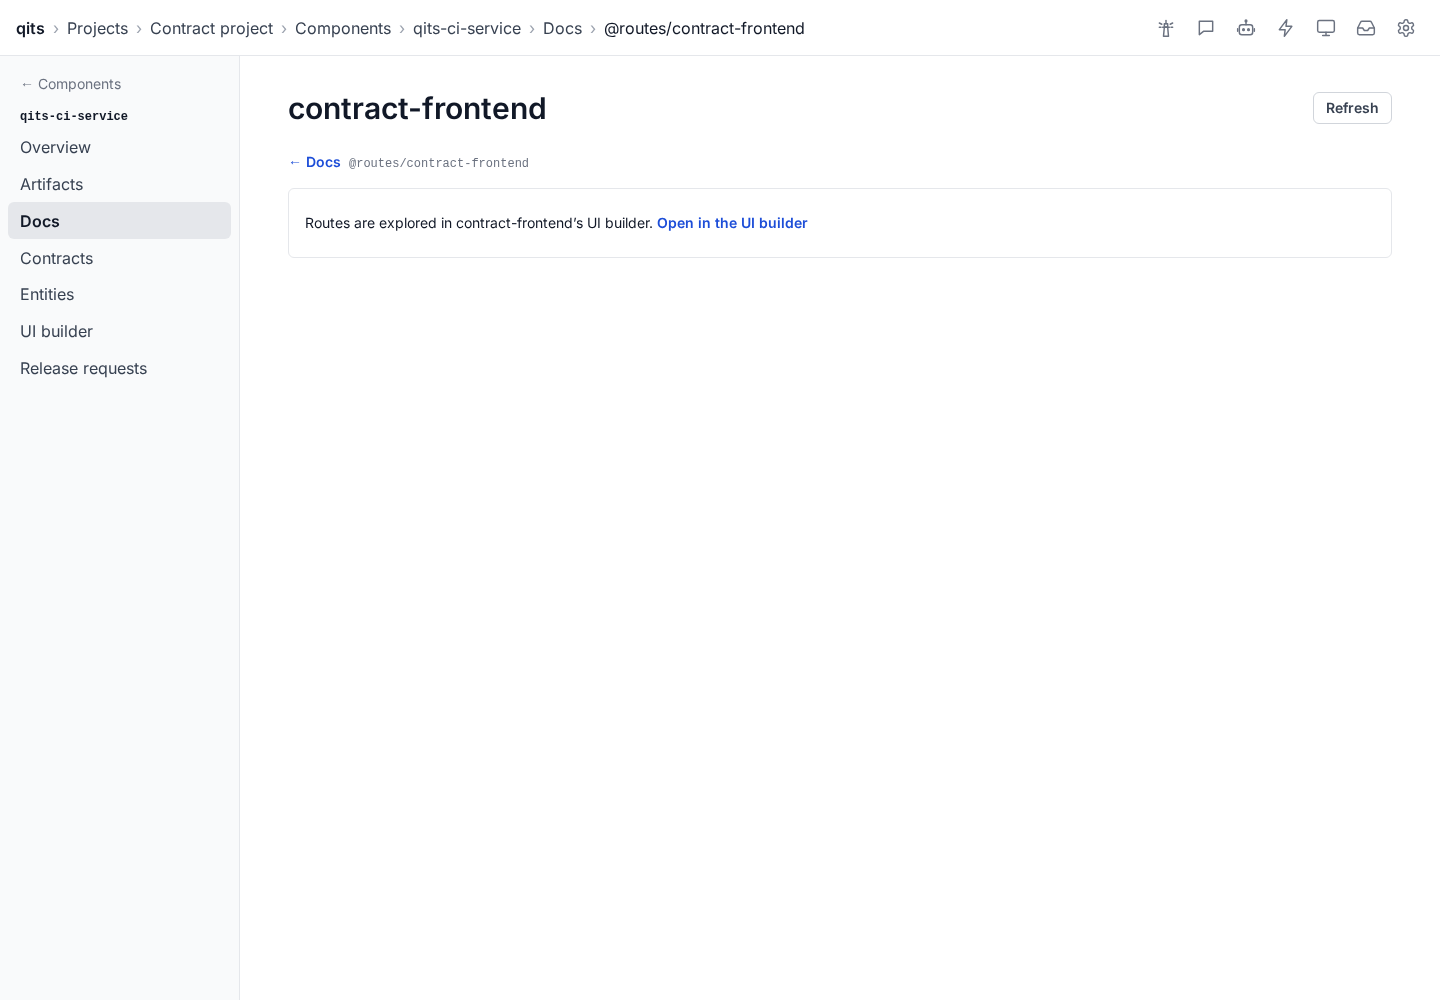 qits › Projects › Contract project › Components › qits-ci-service › Docs › @routes/contract-frontend
← Components
qits-ci-service
Overview
Artifacts
Docs
Contracts
Entities
UI builder
Release requests
contract-frontend
Refresh
← Docs @routes/contract-frontend
Routes are explored in contract-frontend’s UI builder. Open in the UI builder